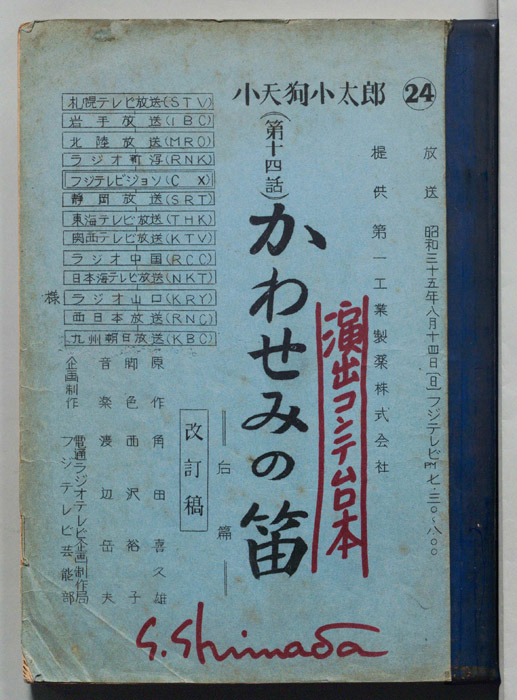 小天狗小太郎 24
放送 昭和三十五年八月十四日(日)フジテレビ PM七・三〇~八・〇〇
提供 第一工業製薬株式会社
演出コンテ台本
(第十四話)
かわせみの笛
――后篇――
改訂稿
札幌テレビ放送(STV)
岩手放送(IBC)
北陸放送(MRO)
ラジオ新潟(RNK)
フジテレビジョン(CX)
静岡放送(SRT)
東海テレビ放送(THK)
関西テレビ放送(KTV)
ラジオ中国(RCC)
日本海テレビ放送(NKT)
ラジオ山口(KRY)
西日本放送(RNC)
九州朝日放送(KBC)
様
原作 角田喜久雄
脚色 西沢裕子
音楽 渡辺岳夫
企画制作 電通ラジオテレビ企画制作局
フジテレビ芸能部
S. Shimada